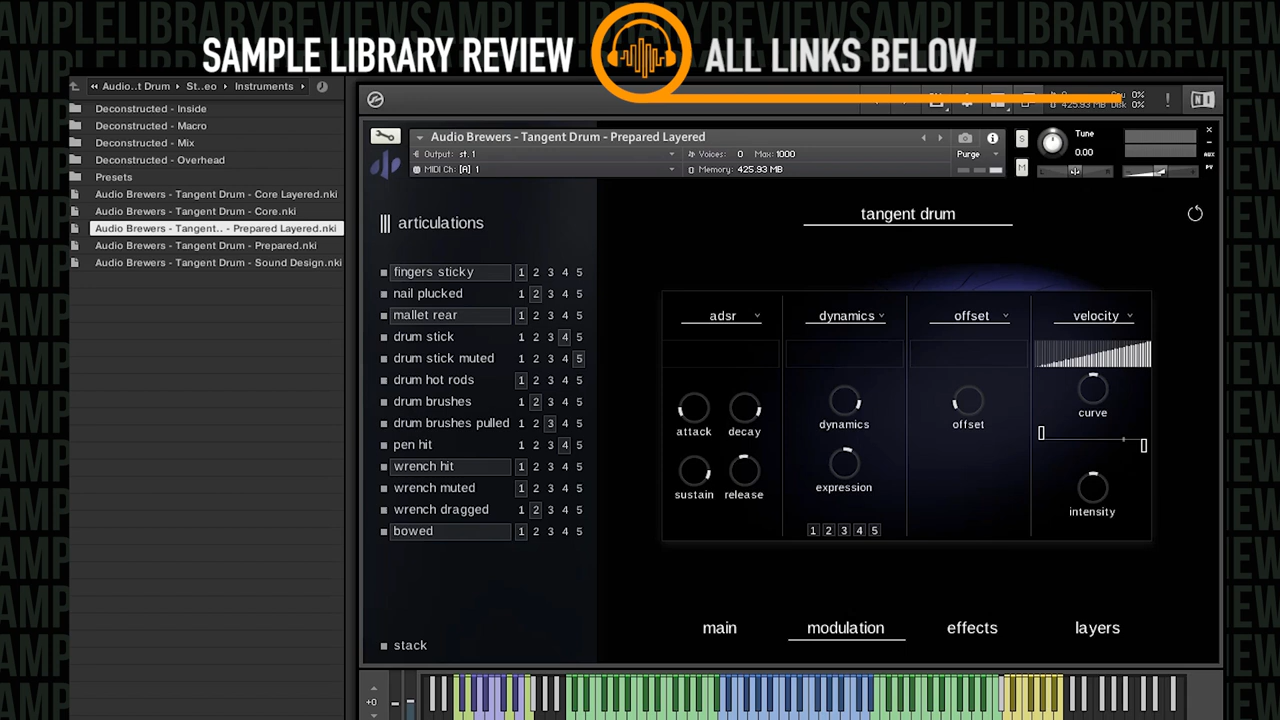 SAMPLE LIBRARY REVIEW ALL LINKS BELOW
Audio..t Drum St..eo Instruments
Deconstructed - Inside
Deconstructed - Macro
Deconstructed - Mix
Deconstructed - Overhead
Presets
Audio Brewers - Tangent Drum - Core Layered.nki
Audio Brewers - Tangent Drum - Core.nki
Audio Brewers - Tangent.. - Prepared Layered.nki
Audio Brewers - Tangent Drum - Prepared.nki
Audio Brewers - Tangent Drum - Sound Design.nki
0%
425.93 MB Disk 0%
! NI
Audio Brewers - Tangent Drum - Prepared Layered
Output: st. 1 Voices: 0 Max: 1000 Purge
MIDI Ch: [A] 1 Memory: 425.93 MB
S
M
Tune
0.00
AUX
PV
articulations
fingers sticky 1 2 3 4 5
nail plucked 1 2 3 4 5
mallet rear 1 2 3 4 5
drum stick 1 2 3 4 5
drum stick muted 1 2 3 4 5
drum hot rods 1 2 3 4 5
drum brushes 1 2 3 4 5
drum brushes pulled 1 2 3 4 5
pen hit 1 2 3 4 5
wrench hit 1 2 3 4 5
wrench muted 1 2 3 4 5
wrench dragged 1 2 3 4 5
bowed 1 2 3 4 5
stack
tangent drum
adsr dynamics offset velocity
attack decay dynamics offset curve
sustain release expression intensity
1 2 3 4 5
main modulation effects layers
+0